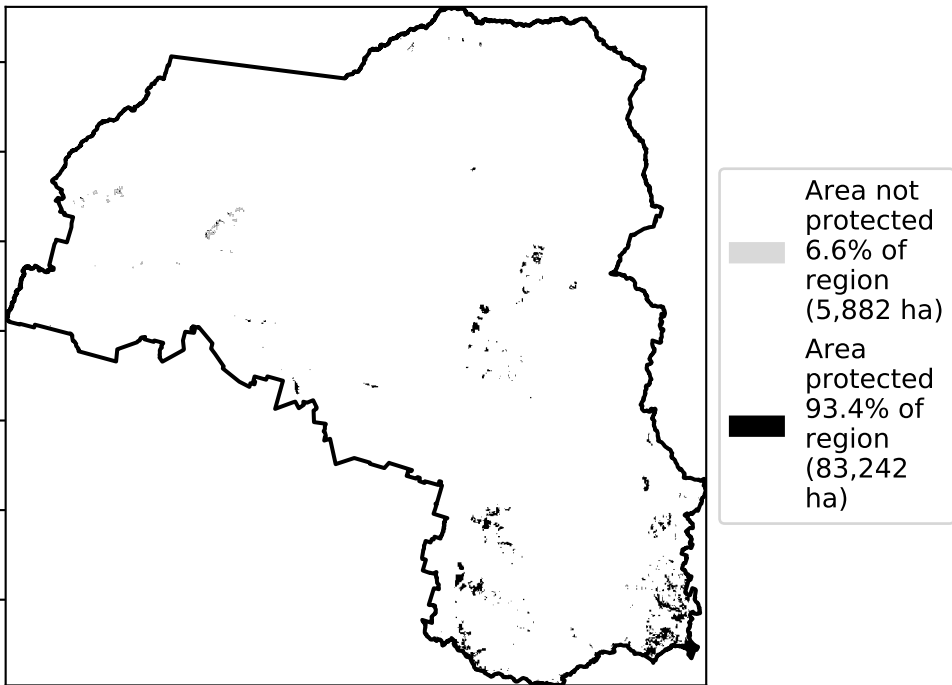 Area not
protected
6.6% of
region
(5,882 ha)
Area
protected
93.4% of
region
(83,242
ha)